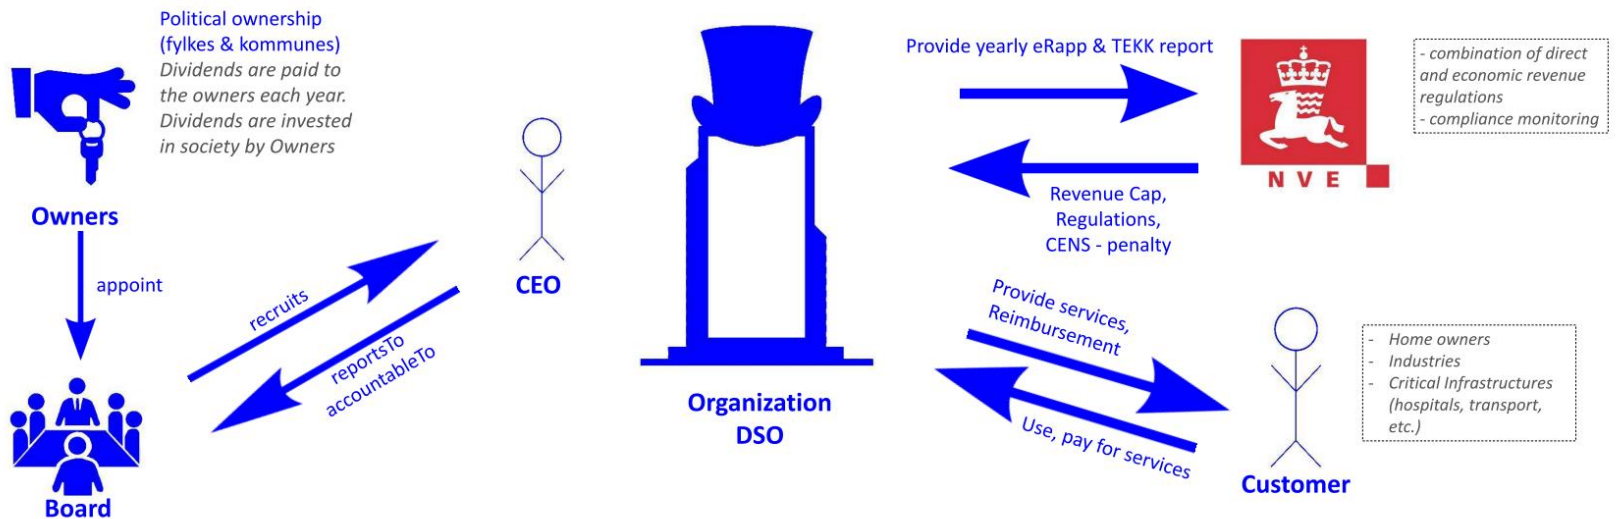 Political ownership
(fylkes & kommunes)
Dividends are paid to
the owners each year.
Dividends are invested
in society by Owners
Owners
appoint
Board
recruits
reportsTo
accountableTo
CEO
Organization
DSO
Provide yearly eRapp & TEKK report
Revenue Cap,
Regulations,
CENS - penalty
NVE
- combination of direct
and economic revenue
regulations
- compliance monitoring
Provide services,
Reimbursement
Use, pay for services
Customer
- Home owners
- Industries
- Critical Infrastructures
(hospitals, transport,
etc.)